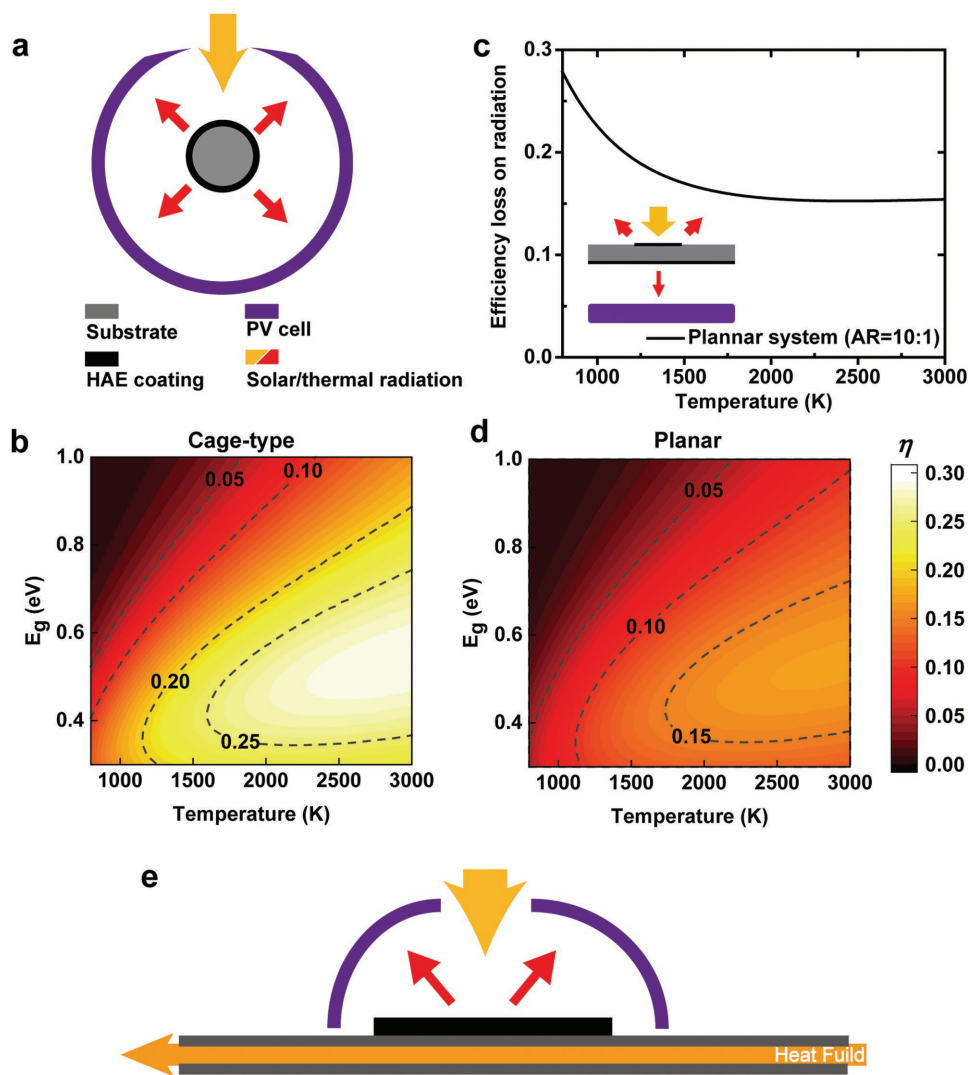 a
Substrate
PV cell
HAE coating
Solar/thermal radiation
c
Efficiency loss on radiation
0.3
0.2
0.1
0.0
Plannar system (AR=10:1)
1000 1500 2000 2500 3000
Temperature (K)
b
Cage-type
E_g (eV)
1.0
0.8
0.6
0.4
0.05
0.10
0.20
0.25
1000 1500 2000 2500 3000
Temperature (K)
d
Planar
E_g (eV)
1.0
0.8
0.6
0.4
0.05
0.10
0.15
1000 1500 2000 2500 3000
Temperature (K)
η
0.30
0.25
0.20
0.15
0.10
0.05
0.00
e
Heat Fuild